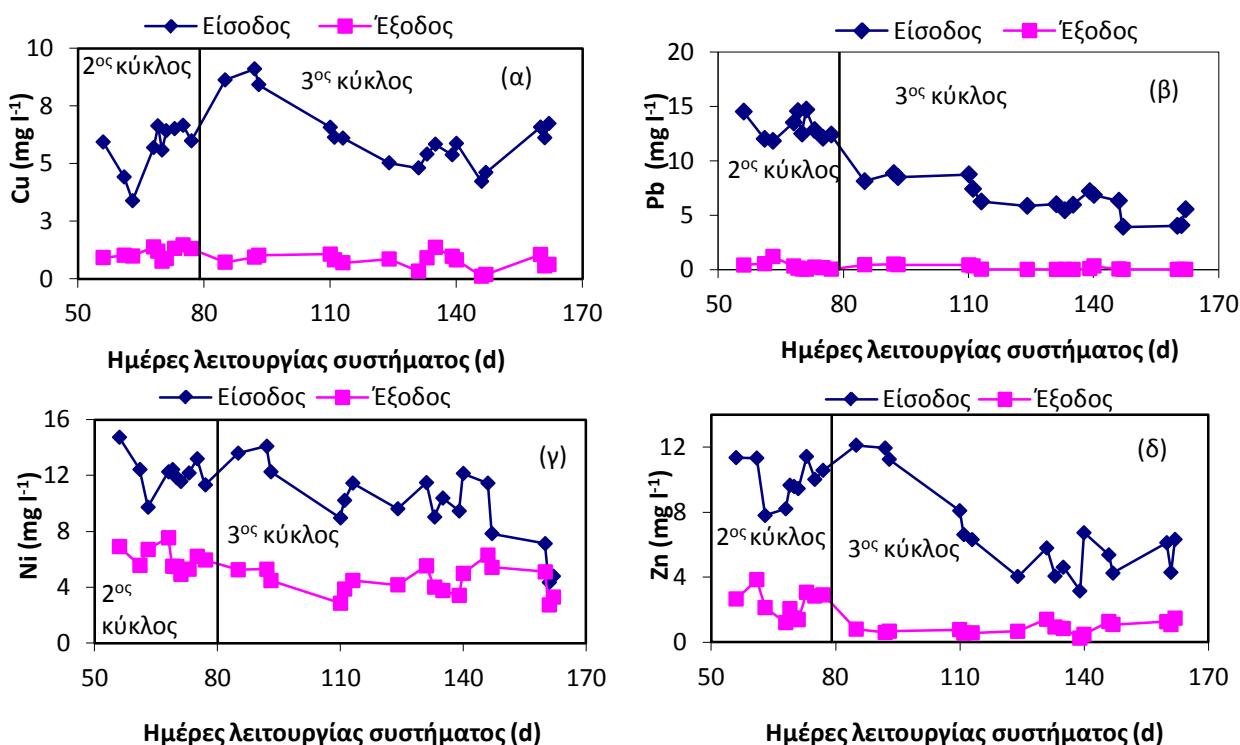 Είσοδος Έξοδος
10
8
5
3
0
Cu (mg l⁻¹)
2ος κύκλος
3ος κύκλος
(α)
50 80 110 140 170
Ημέρες λειτουργίας συστήματος (d)
Είσοδος Έξοδος
20
15
10
5
0
Pb (mg l⁻¹)
2ος κύκλος
3ος κύκλος
(β)
50 80 110 140 170
Ημέρες λειτουργίας συστήματος (d)
Είσοδος Έξοδος
16
12
8
4
0
Ni (mg l⁻¹)
2ος
κύκλος
3ος κύκλος
(γ)
50 80 110 140 170
Ημέρες λειτουργίας συστήματος (d)
Είσοδος Έξοδος
12
8
4
0
Zn (mg l⁻¹)
2ος κύκλος
3ος κύκλος
(δ)
50 80 110 140 170
Ημέρες λειτουργίας συστήματος (d)